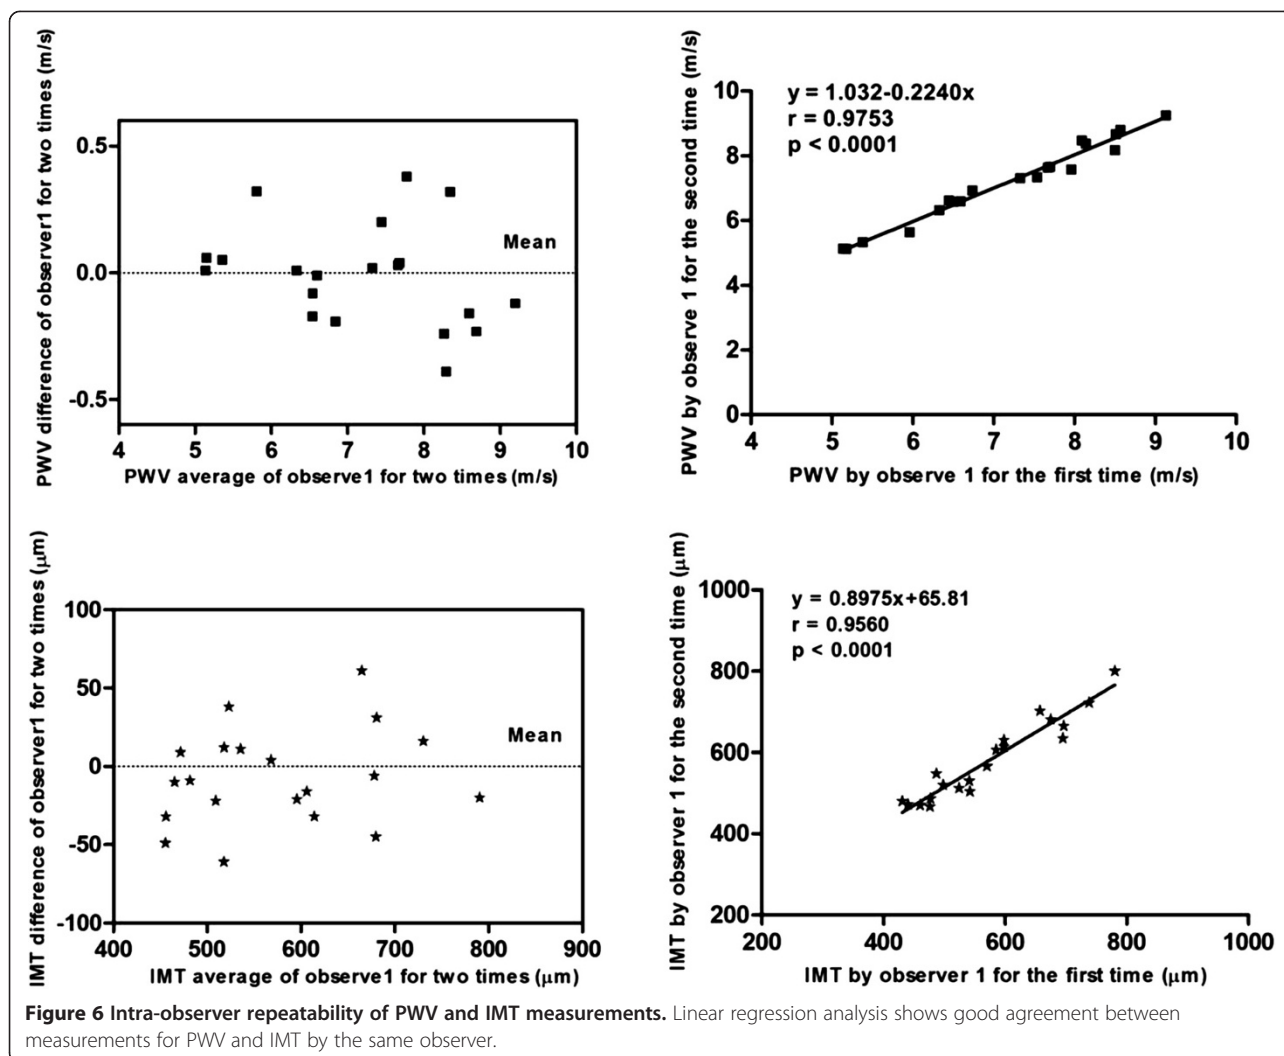 PWV difference of observer1 for two times (m/s)
0.5
0.0
-0.5
Mean
4 5 6 7 8 9 10
PWV average of observe1 for two times (m/s)
PWV by observe 1 for the second time (m/s)
y = 1.032-0.2240x
r = 0.9753
p < 0.0001
10
8
6
4
2
0
4 5 6 7 8 9 10
PWV by observe 1 for the first time (m/s)
IMT difference of observer1 for two times (μm)
100
50
0
-50
-100
Mean
400 500 600 700 800 900
IMT average of observe1 for two times (μm)
IMT by observer 1 for the second time (μm)
y = 0.8975x+65.81
r = 0.9560
p < 0.0001
1000
800
600
400
200
200 400 600 800 1000
IMT by observer 1 for the first time (μm)
Figure 6 Intra-observer repeatability of PWV and IMT measurements. Linear regression analysis shows good agreement between
measurements for PWV and IMT by the same observer.